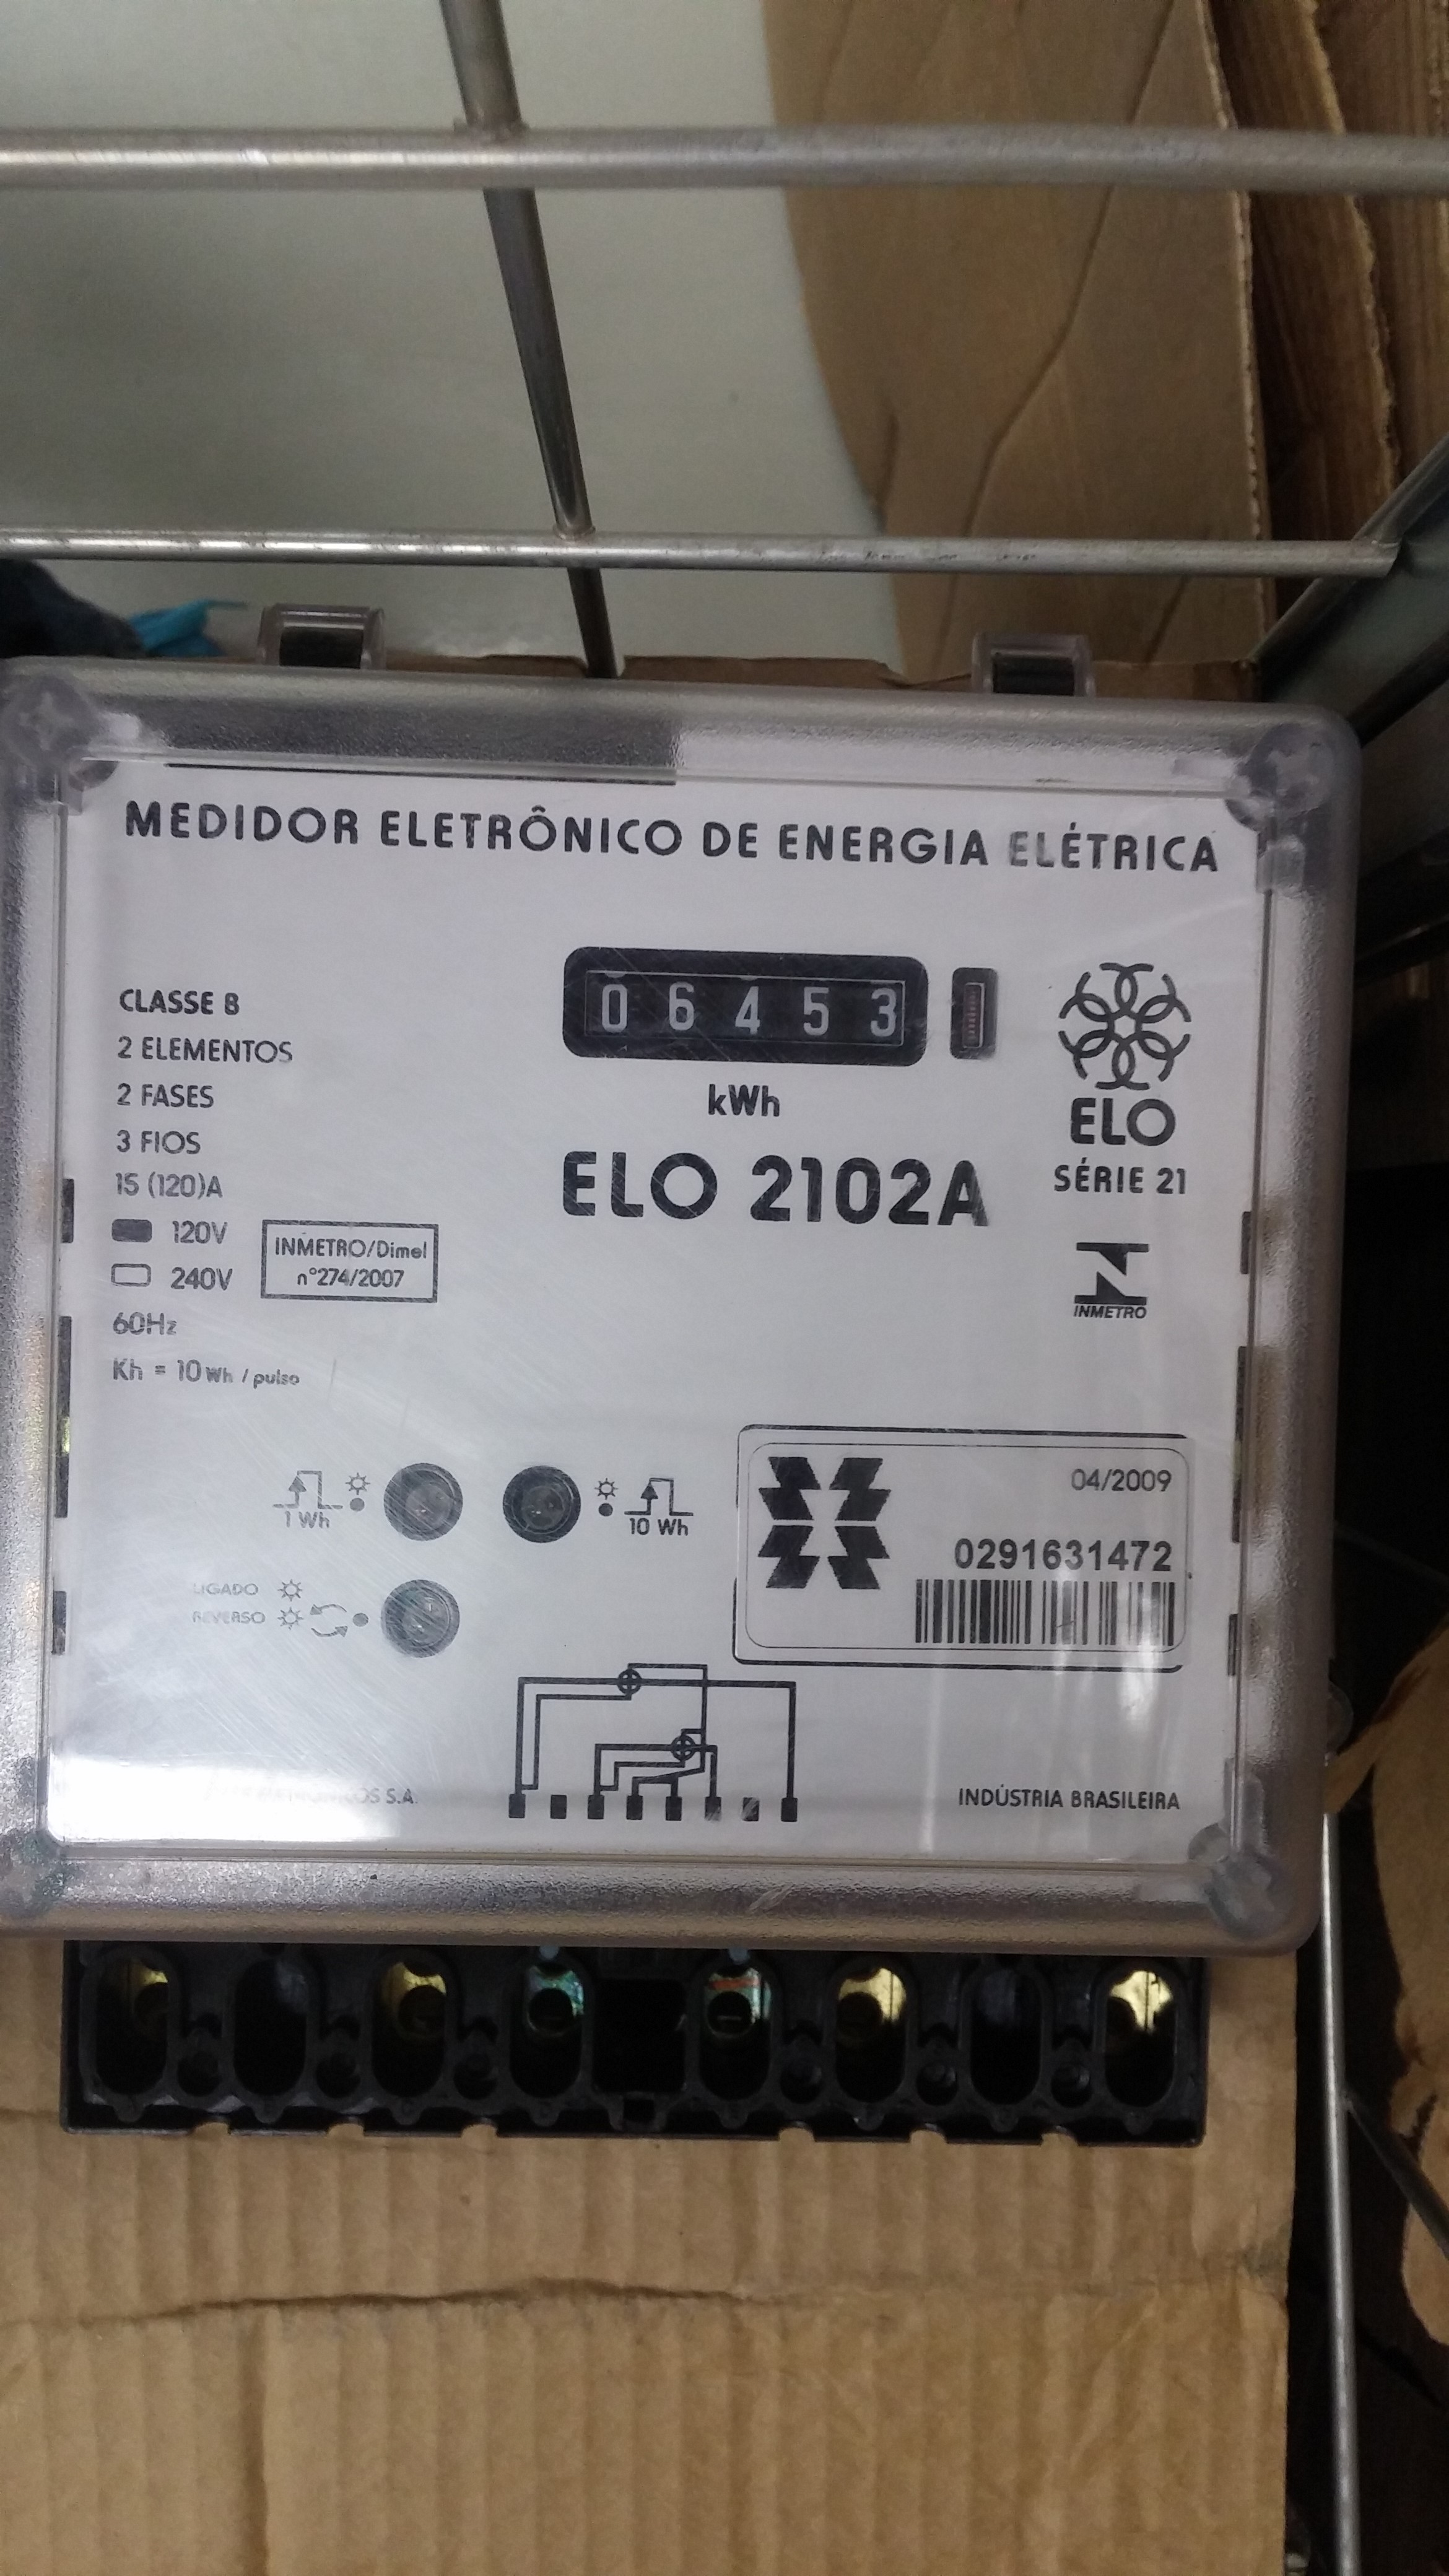 MEDIDOR ELETRÔNICO DE ENERGIA ELÉTRICA
06453
kWh
ELO 2102A
ELO
SÉRIE 21
INMETRO
CLASSE B
2 ELEMENTOS
2 FASES
3 FIOS
15 (120)A
120V
240V
60Hz
Kh = 10 Wh / pulso
INMETRO/Dimel
nº274/2007
1 Wh
10 Wh
LIGADO
REVERSO
04/2009
0291631472
S.A.
INDÚSTRIA BRASILEIRA